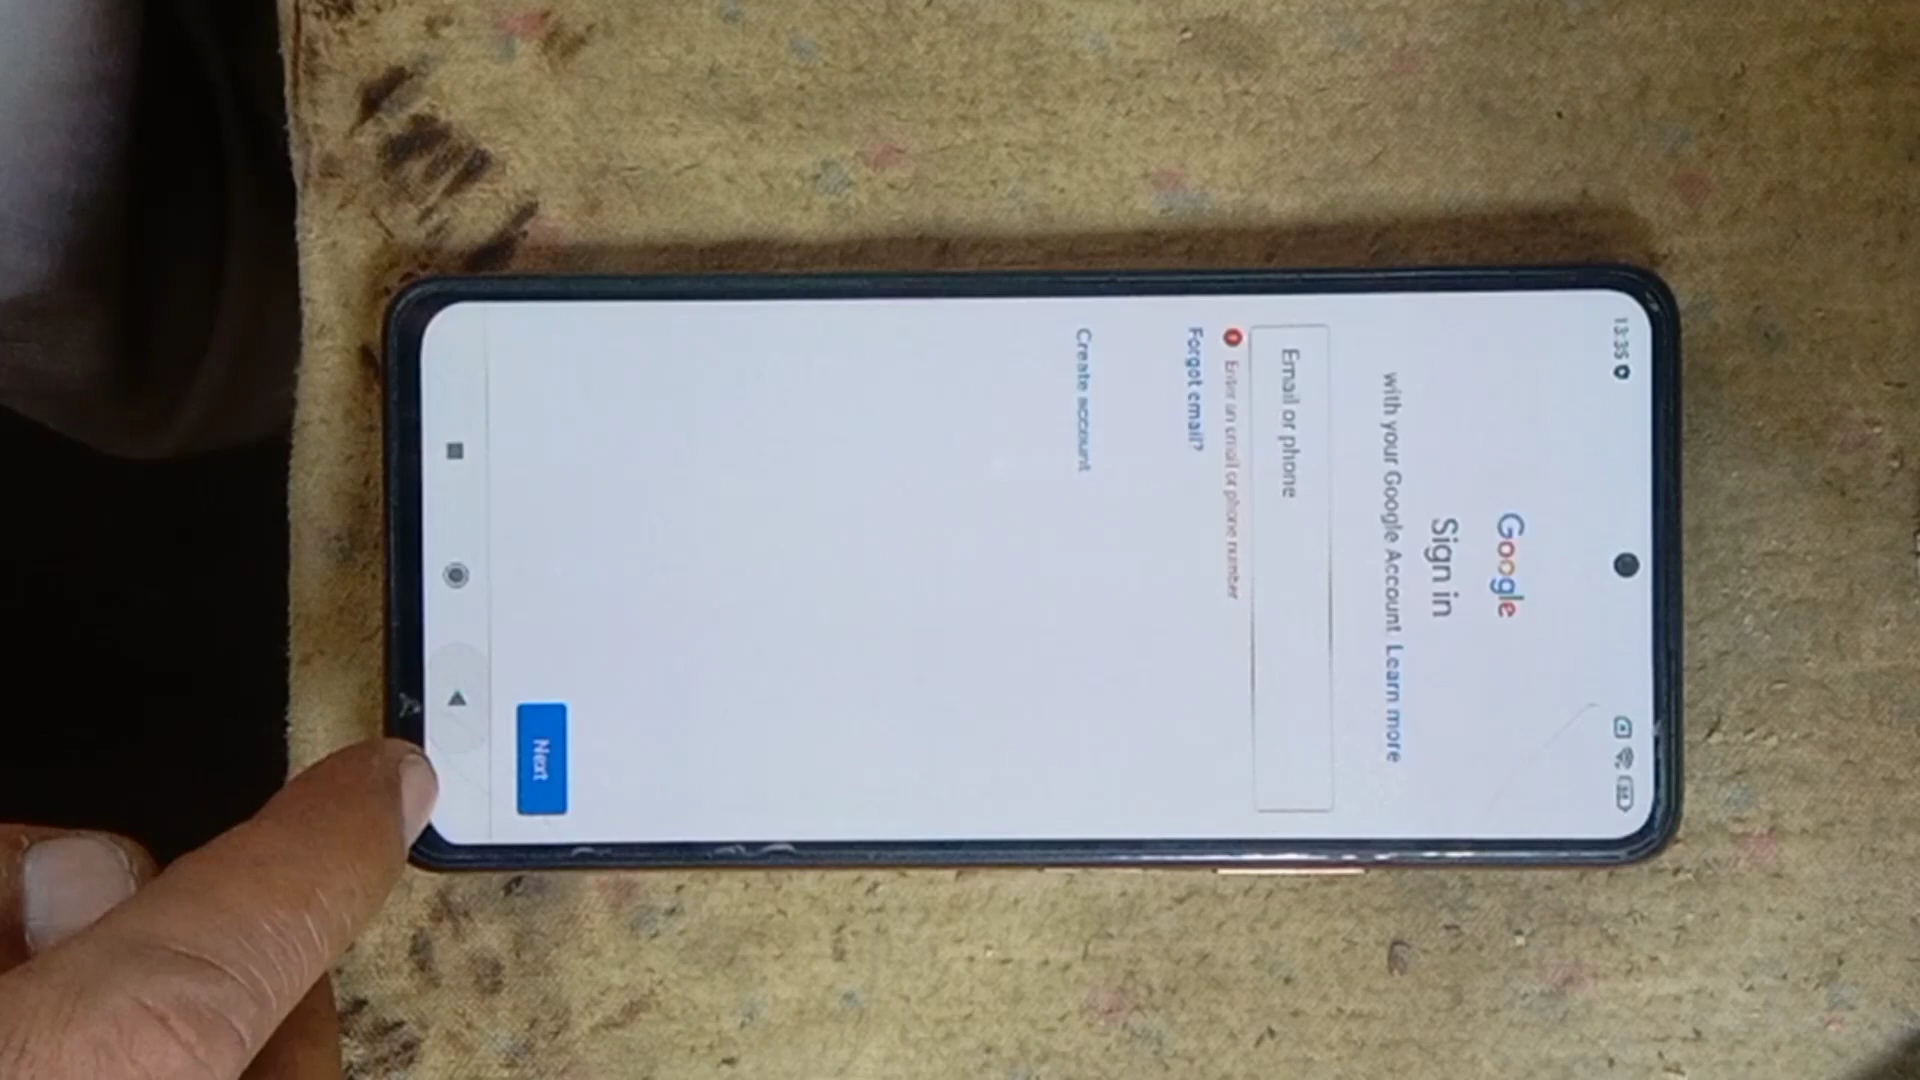 13:35
Google
Sign in
with your Google Account. Learn more
Email or phone
Enter an email or phone number
Forgot email?
Create account
Next